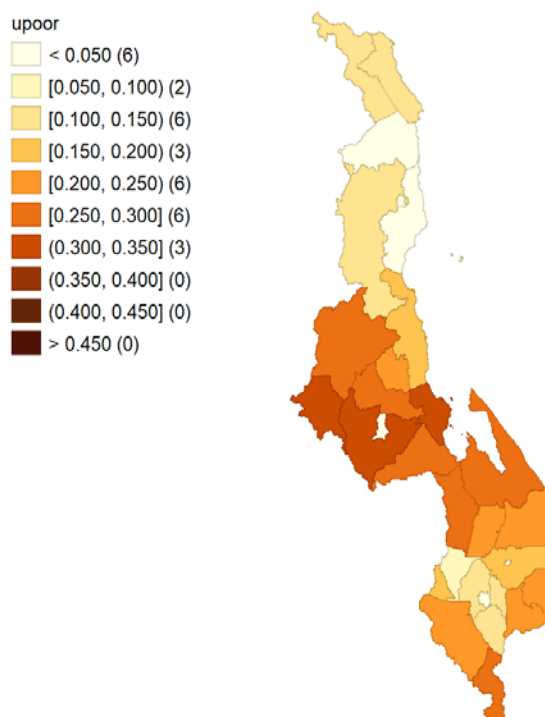 upoor
< 0.050 (6)
[0.050, 0.100) (2)
[0.100, 0.150) (6)
[0.150, 0.200) (3)
[0.200, 0.250) (6)
[0.250, 0.300] (6)
(0.300, 0.350] (3)
(0.350, 0.400] (0)
(0.400, 0.450] (0)
> 0.450 (0)